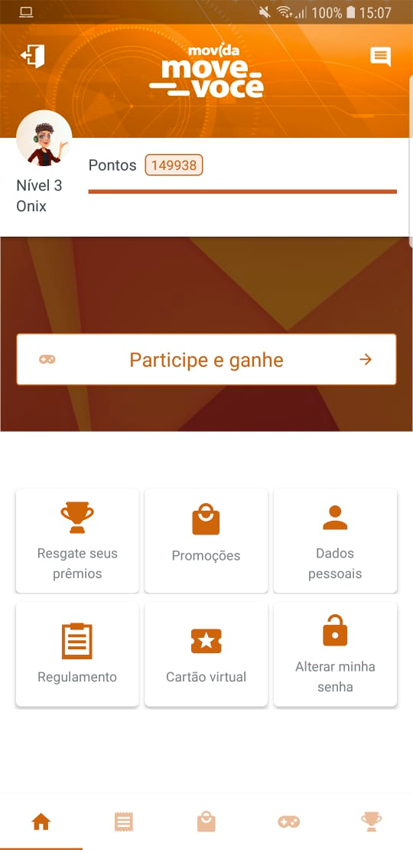 100% 15:07
movida
move
você
Pontos 149938
Nível 3
Onix
Participe e ganhe
Resgate seus
prêmios
Promoções
Dados
pessoais
Regulamento
Cartão virtual
Alterar minha
senha